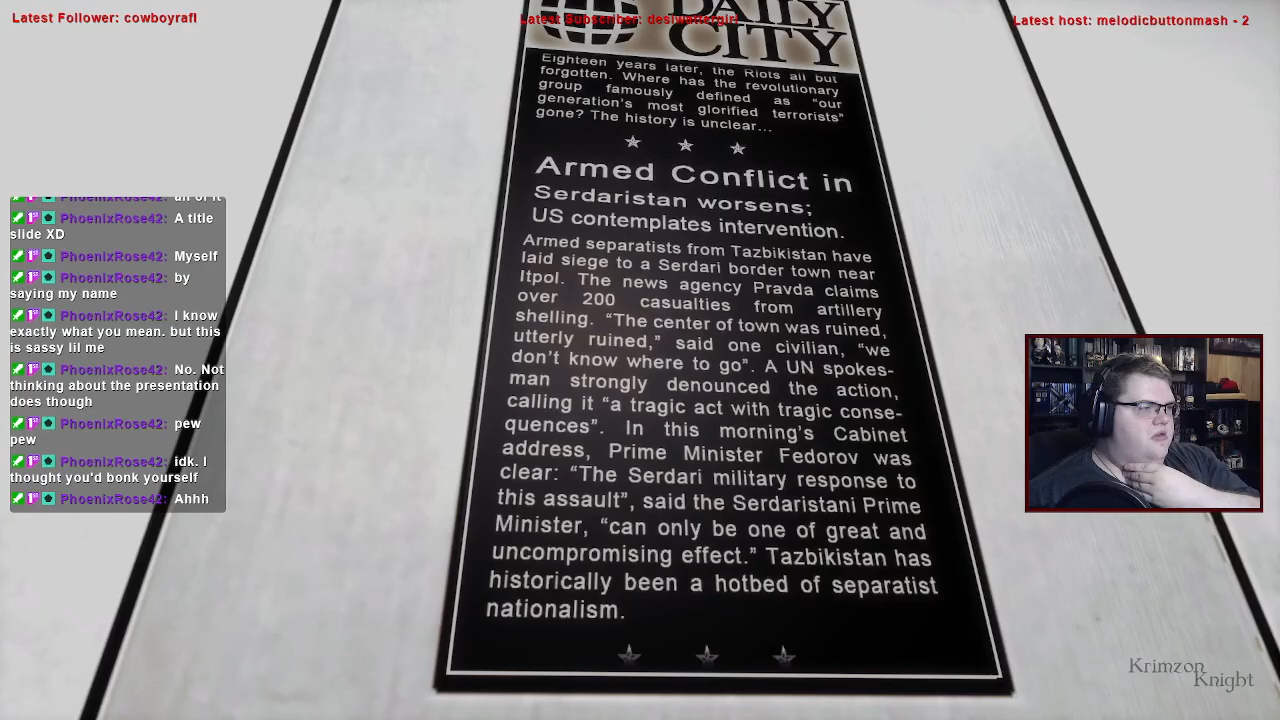 Latest Follower: cowboyrafl
Latest Subscriber: desiwattergirl
Latest host: melodicbuttonmash - 2
DAILY
CITY
Eighteen years later, the Riots all but
forgotten. Where has the revolutionary
group famously defined as “our
generation's most glorified terrorists”
gone? The history is unclear...
Armed Conflict in
Serdaristan worsens;
US contemplates intervention.
Armed separatists from Tazbikistan have
laid siege to a Serdari border town near
Itpol. The news agency Pravda claims
over 200 casualties from artillery
shelling. “The center of town was ruined,
utterly ruined,” said one civilian, “we
don't know where to go”. A UN spokes-
man strongly denounced the action,
calling it “a tragic act with tragic conse-
quences”. In this morning's Cabinet
address, Prime Minister Fedorov was
clear: “The Serdari military response to
this assault”, said the Serdaristani Prime
Minister, “can only be one of great and
uncompromising effect.” Tazbikistan has
historically been a hotbed of separatist
nationalism.
PhoenixRose42: all of it
PhoenixRose42: A title
slide XD
PhoenixRose42: Myself
PhoenixRose42: by
saying my name
PhoenixRose42: I know
exactly what you mean. but this
is sassy lil me
PhoenixRose42: No. Not
thinking about the presentation
does though
PhoenixRose42: pew
pew
PhoenixRose42: idk. I
thought you'd bonk yourself
PhoenixRose42: Ahhh
Krimzon
Knight